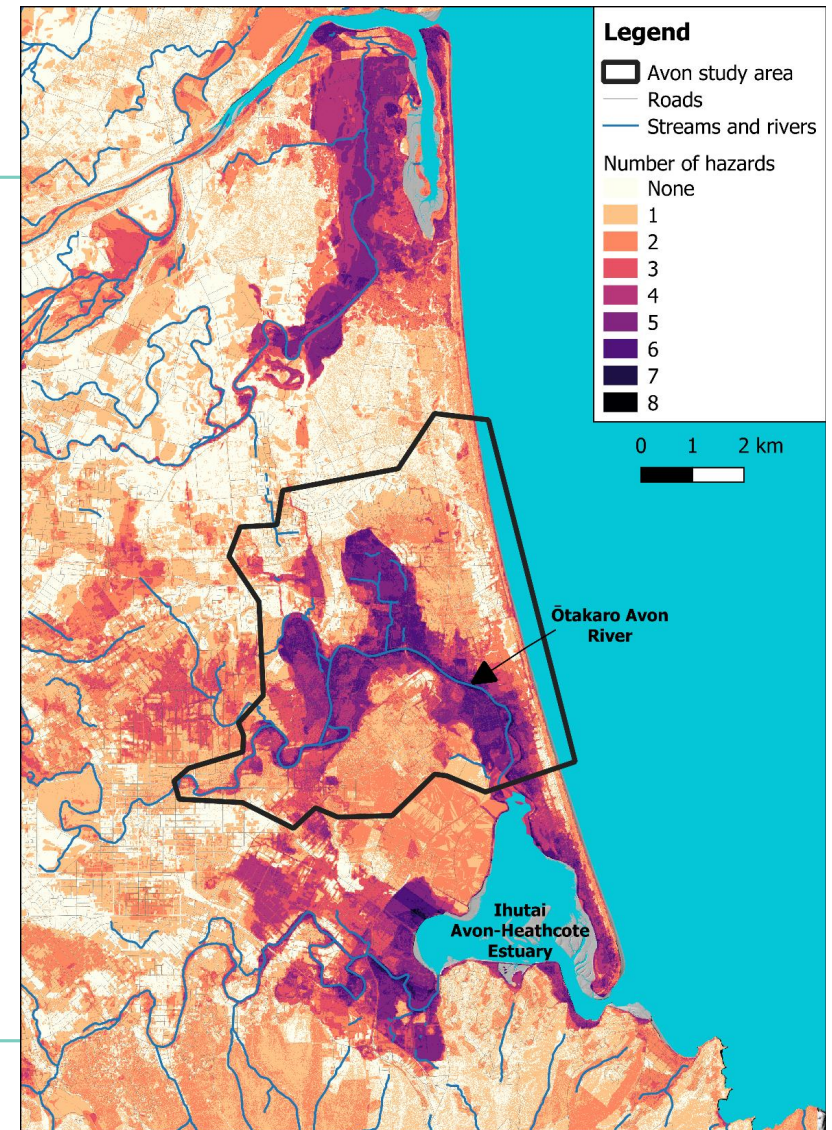 Legend
Avon study area
Roads
Streams and rivers
Number of hazards
None
1
2
3
4
5
6
7
8
0 1 2 km
Ōtakaro Avon
River
Ihutai
Avon-Heathcote
Estuary